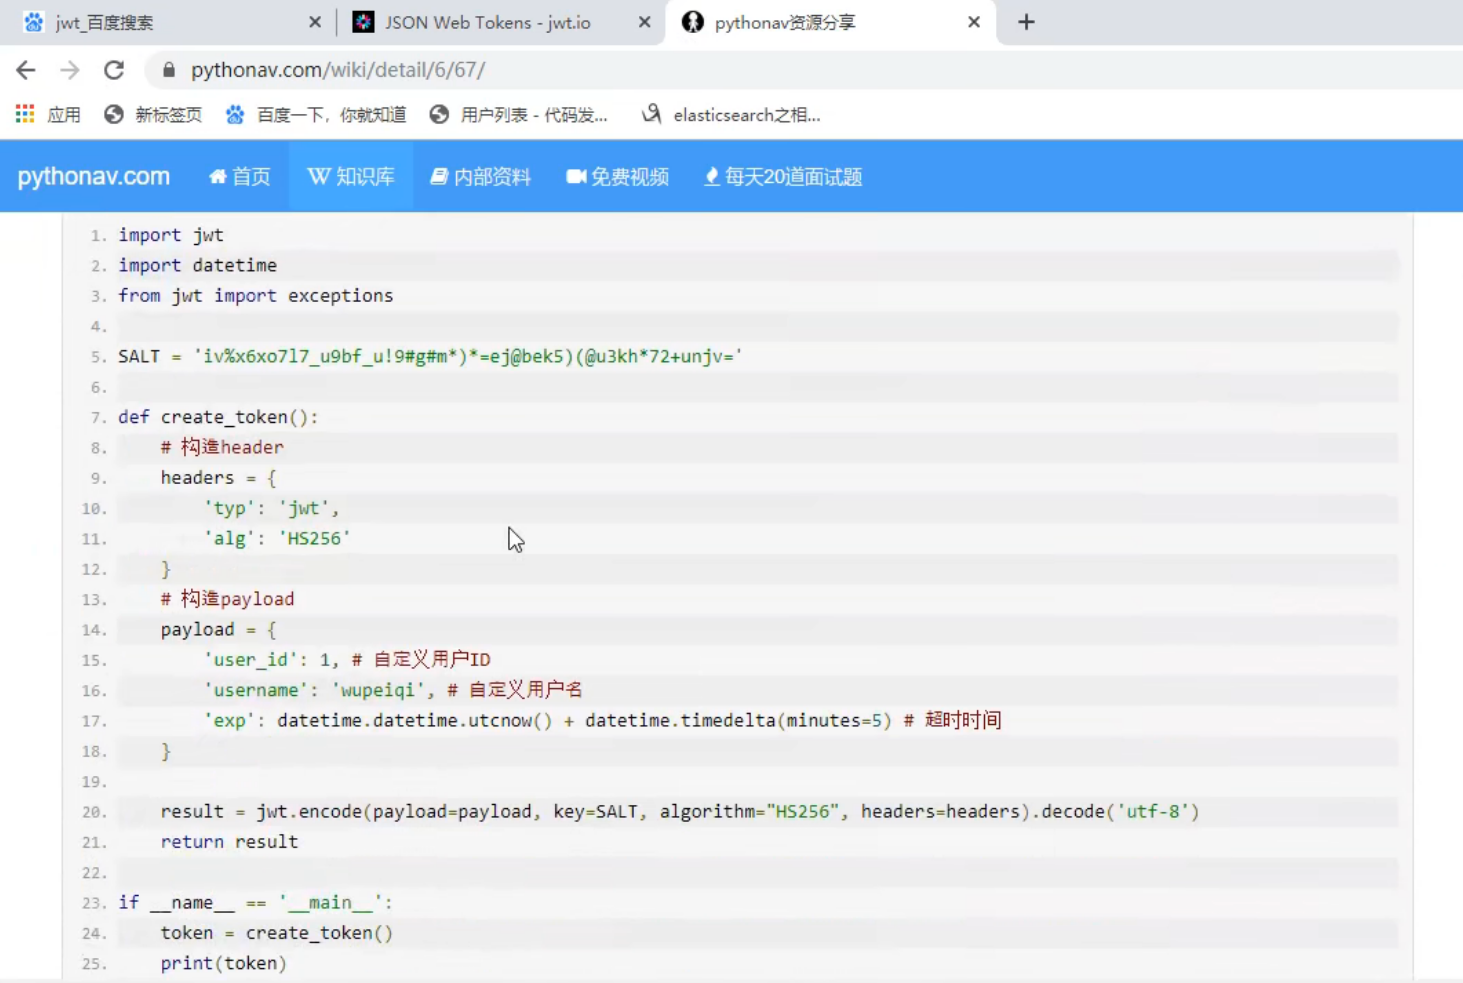 jwt_百度搜索
JSON Web Tokens - jwt.io
pythonav资源分享
pythonav.com/wiki/detail/6/67/
应用
新标签页
百度一下，你就知道
用户列表 - 代码发...
elasticsearch之相...
pythonav.com
首页
知识库
内部资料
免费视频
每天20道面试题
1. import jwt
2. import datetime
3. from jwt import exceptions
4.
5. SALT = 'iv%x6xo7l7_u9bf_u!9#g#m*)*=ej@bek5)(@u3kh*72+unjv='
6.
7. def create_token():
8.     # 构造header
9.     headers = {
10.         'typ': 'jwt',
11.         'alg': 'HS256'
12.     }
13.     # 构造payload
14.     payload = {
15.         'user_id': 1, # 自定义用户ID
16.         'username': 'wupeiqi', # 自定义用户名
17.         'exp': datetime.datetime.utcnow() + datetime.timedelta(minutes=5) # 超时时间
18.     }
19.
20.     result = jwt.encode(payload=payload, key=SALT, algorithm="HS256", headers=headers).decode('utf-8')
21.     return result
22.
23. if __name__ == '__main__':
24.     token = create_token()
25.     print(token)